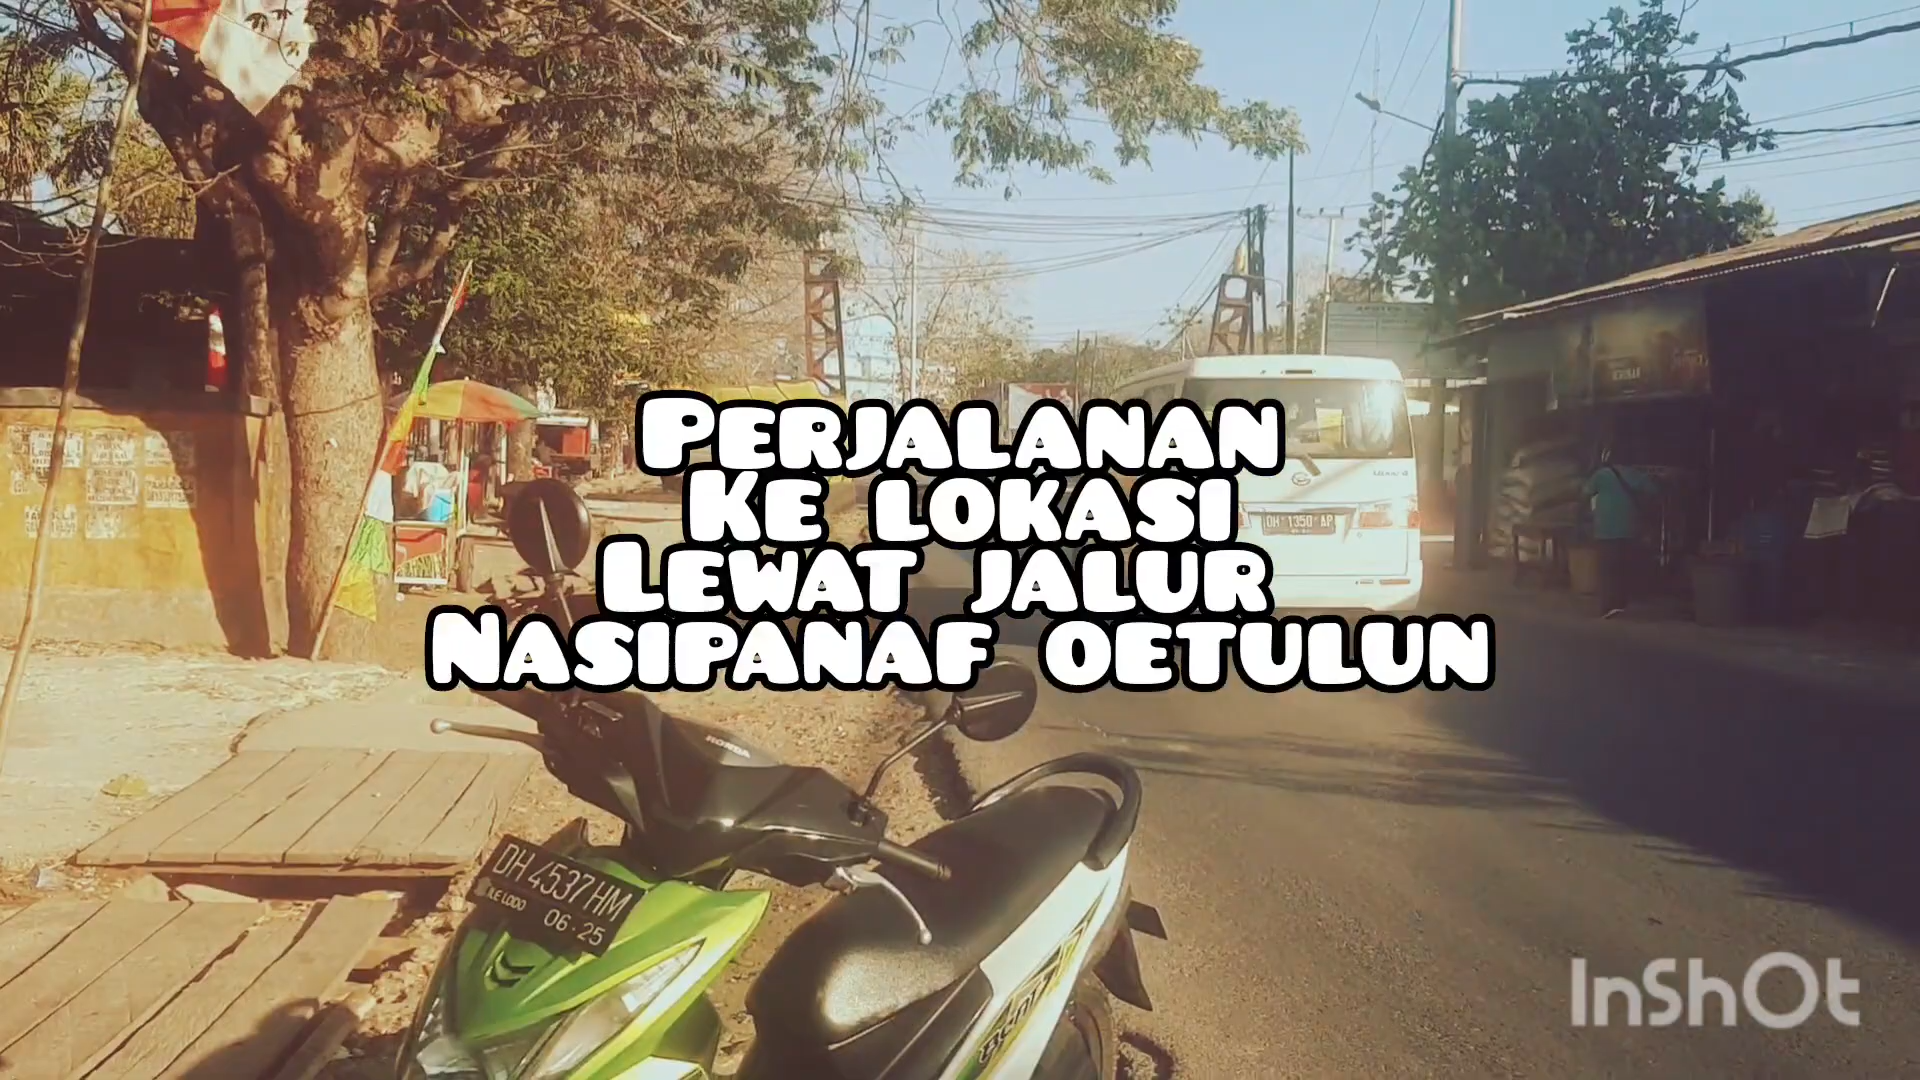 PERJALANAN
KE LOKASI
LEWAT JALUR
NASIPANAF OETULUN
DH 1350 AP
HONDA
DH 4537 HM
06·25
InShOt